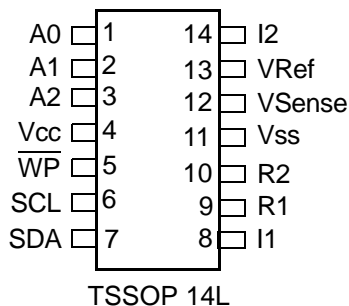 A0 1 14 I2
A1 2 13 VRef
A2 3 12 VSense
Vcc 4 11 Vss
W̅P̅ 5 10 R2
SCL 6 9 R1
SDA 7 8 I1
TSSOP 14L